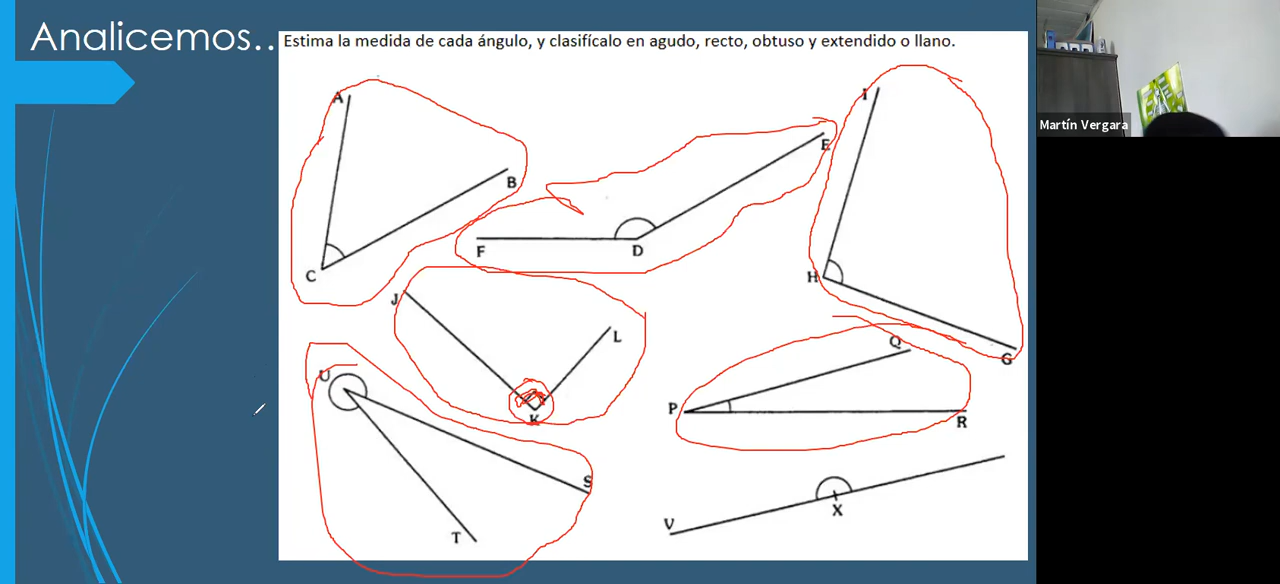 Analicemos..
Estima la medida de cada ángulo, y clasifícalo en agudo, recto, obtuso y extendido o llano.
Martín Vergara
A
B
C
F
D
E
I
H
G
J
L
K
U
S
T
P
Q
R
V
X